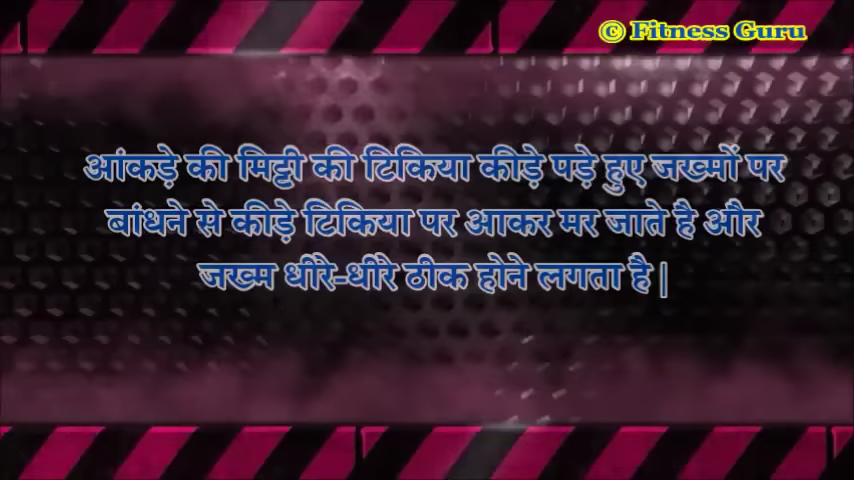 © Fitness Guru
आंकड़े की मिट्टी की टिकिया कीड़े पड़े हुए जख्मों पर
बांधने से कीड़े टिकिया पर आकर मर जाते है और
जख्म धीरे-धीरे ठीक होने लगता है |